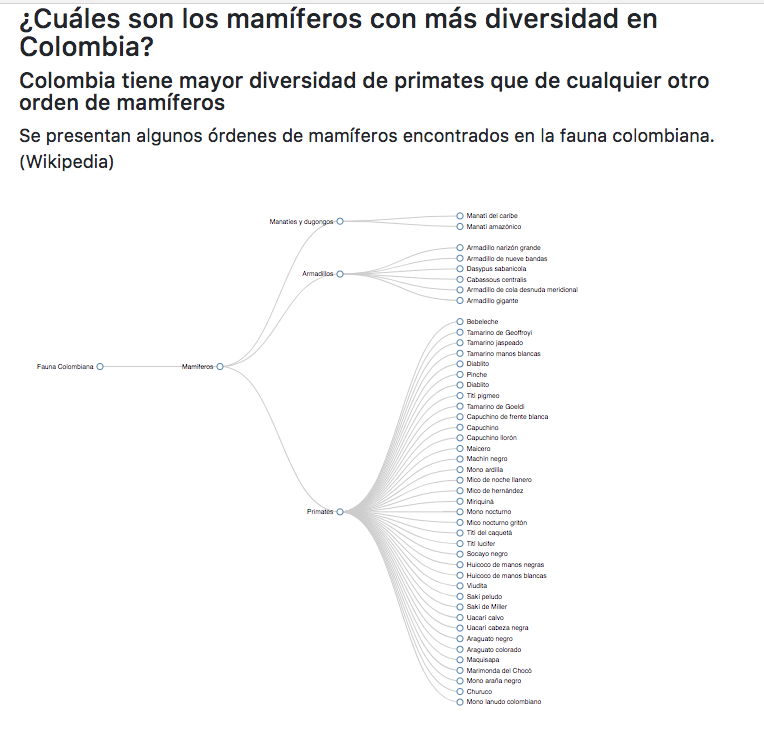 ¿Cuáles son los mamíferos con más diversidad en
Colombia?
Colombia tiene mayor diversidad de primates que de cualquier otro
orden de mamíferos
Se presentan algunos órdenes de mamíferos encontrados en la fauna colombiana.
(Wikipedia)
Fauna Colombiana
Mamíferos
Manatíes y dugongos
Manatí del caribe
Manatí amazónico
Armadillos
Armadillo narizón grande
Armadillo de nueve bandas
Dasypus sabanicola
Cabassous centralis
Armadillo de cola desnuda meridional
Armadillo gigante
Primates
Bebeleche
Tamarino de Geoffroyi
Tamarino jaspeado
Tamarino manos blancas
Diablito
Pinche
Diablito
Tití pigmeo
Tamarino de Goeldi
Capuchino de frente blanca
Capuchino
Capuchino llorón
Maicero
Machín negro
Mono ardilla
Mico de noche llanero
Mico de hernández
Miriquiná
Mono nocturno
Mico nocturno gritón
Tití del caquetá
Tití lucifer
Socayo negro
Huicoco de manos negras
Huicoco de manos blancas
Viudita
Saki peludo
Saki de Miller
Uacarí calvo
Uacarí cabeza negra
Araguato negro
Araguato colorado
Maquisapa
Marimonda del Chocó
Mono araña negro
Churuco
Mono lanudo colombiano